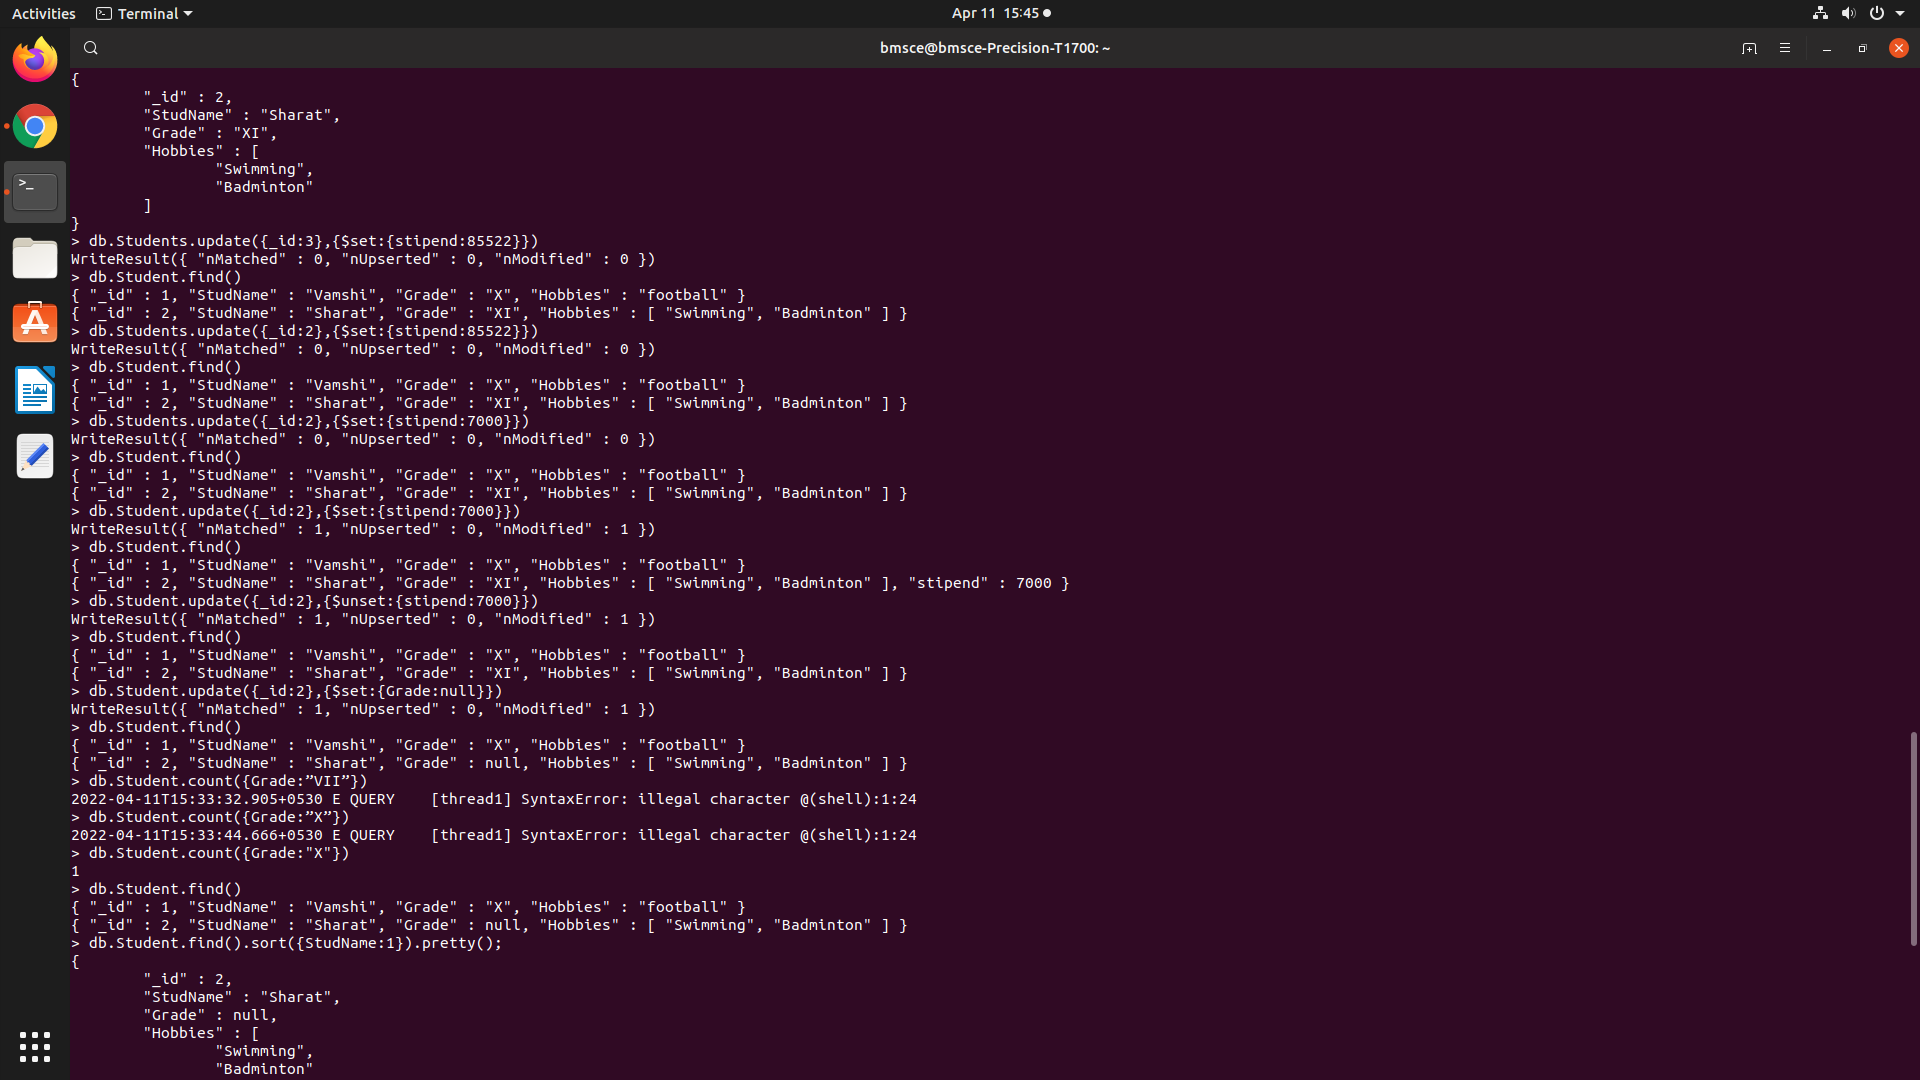 Activities
Terminal
Apr 11 15:45
bmsce@bmsce-Precision-T1700: ~
{
"_id" : 2,
"StudName" : "Sharat",
"Grade" : "XI",
"Hobbies" : [
"Swimming",
"Badminton"
]
}
> db.Students.update({_id:3},{$set:{stipend:85522}})
WriteResult({ "nMatched" : 0, "nUpserted" : 0, "nModified" : 0 })
> db.Student.find()
{ "_id" : 1, "StudName" : "Vamshi", "Grade" : "X", "Hobbies" : "football" }
{ "_id" : 2, "StudName" : "Sharat", "Grade" : "XI", "Hobbies" : [ "Swimming", "Badminton" ] }
> db.Students.update({_id:2},{$set:{stipend:85522}})
WriteResult({ "nMatched" : 0, "nUpserted" : 0, "nModified" : 0 })
> db.Student.find()
{ "_id" : 1, "StudName" : "Vamshi", "Grade" : "X", "Hobbies" : "football" }
{ "_id" : 2, "StudName" : "Sharat", "Grade" : "XI", "Hobbies" : [ "Swimming", "Badminton" ] }
> db.Students.update({_id:2},{$set:{stipend:7000}})
WriteResult({ "nMatched" : 0, "nUpserted" : 0, "nModified" : 0 })
> db.Student.find()
{ "_id" : 1, "StudName" : "Vamshi", "Grade" : "X", "Hobbies" : "football" }
{ "_id" : 2, "StudName" : "Sharat", "Grade" : "XI", "Hobbies" : [ "Swimming", "Badminton" ] }
> db.Student.update({_id:2},{$set:{stipend:7000}})
WriteResult({ "nMatched" : 1, "nUpserted" : 0, "nModified" : 1 })
> db.Student.find()
{ "_id" : 1, "StudName" : "Vamshi", "Grade" : "X", "Hobbies" : "football" }
{ "_id" : 2, "StudName" : "Sharat", "Grade" : "XI", "Hobbies" : [ "Swimming", "Badminton" ], "stipend" : 7000 }
> db.Student.update({_id:2},{$unset:{stipend:7000}})
WriteResult({ "nMatched" : 1, "nUpserted" : 0, "nModified" : 1 })
> db.Student.find()
{ "_id" : 1, "StudName" : "Vamshi", "Grade" : "X", "Hobbies" : "football" }
{ "_id" : 2, "StudName" : "Sharat", "Grade" : "XI", "Hobbies" : [ "Swimming", "Badminton" ] }
> db.Student.update({_id:2},{$set:{Grade:null}})
WriteResult({ "nMatched" : 1, "nUpserted" : 0, "nModified" : 1 })
> db.Student.find()
{ "_id" : 1, "StudName" : "Vamshi", "Grade" : "X", "Hobbies" : "football" }
{ "_id" : 2, "StudName" : "Sharat", "Grade" : null, "Hobbies" : [ "Swimming", "Badminton" ] }
> db.Student.count({Grade:”VII”})
2022-04-11T15:33:32.905+0530 E QUERY    [thread1] SyntaxError: illegal character @(shell):1:24
> db.Student.count({Grade:”X”})
2022-04-11T15:33:44.666+0530 E QUERY    [thread1] SyntaxError: illegal character @(shell):1:24
> db.Student.count({Grade:"X"})
1
> db.Student.find()
{ "_id" : 1, "StudName" : "Vamshi", "Grade" : "X", "Hobbies" : "football" }
{ "_id" : 2, "StudName" : "Sharat", "Grade" : null, "Hobbies" : [ "Swimming", "Badminton" ] }
> db.Student.find().sort({StudName:1}).pretty();
{
"_id" : 2,
"StudName" : "Sharat",
"Grade" : null,
"Hobbies" : [
"Swimming",
"Badminton"